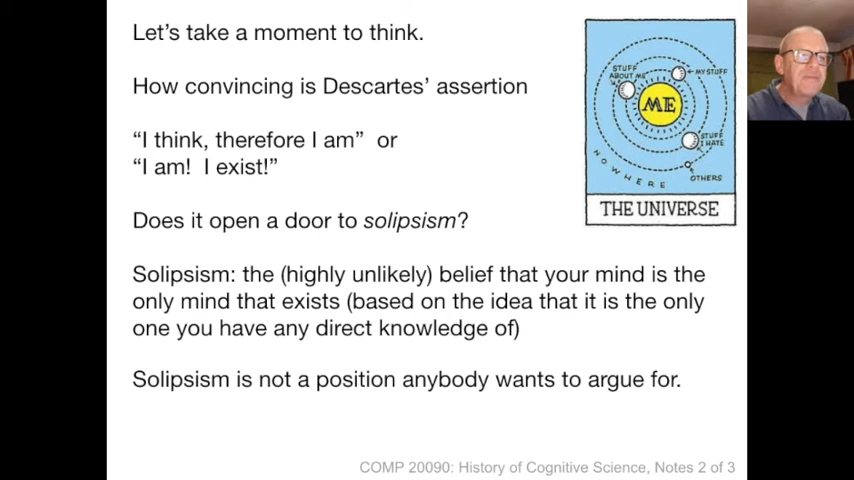 Let's take a moment to think.
How convincing is Descartes' assertion
“I think, therefore I am”  or
“I am!  I exist!”
Does it open a door to solipsism?
Solipsism: the (highly unlikely) belief that your mind is the
only mind that exists (based on the idea that it is the only
one you have any direct knowledge of)
Solipsism is not a position anybody wants to argue for.
STUFF
ABOUT ME
MY STUFF
ME
STUFF
I HATE
OTHERS
NOWHERE
THE UNIVERSE
COMP 20090: History of Cognitive Science, Notes 2 of 3